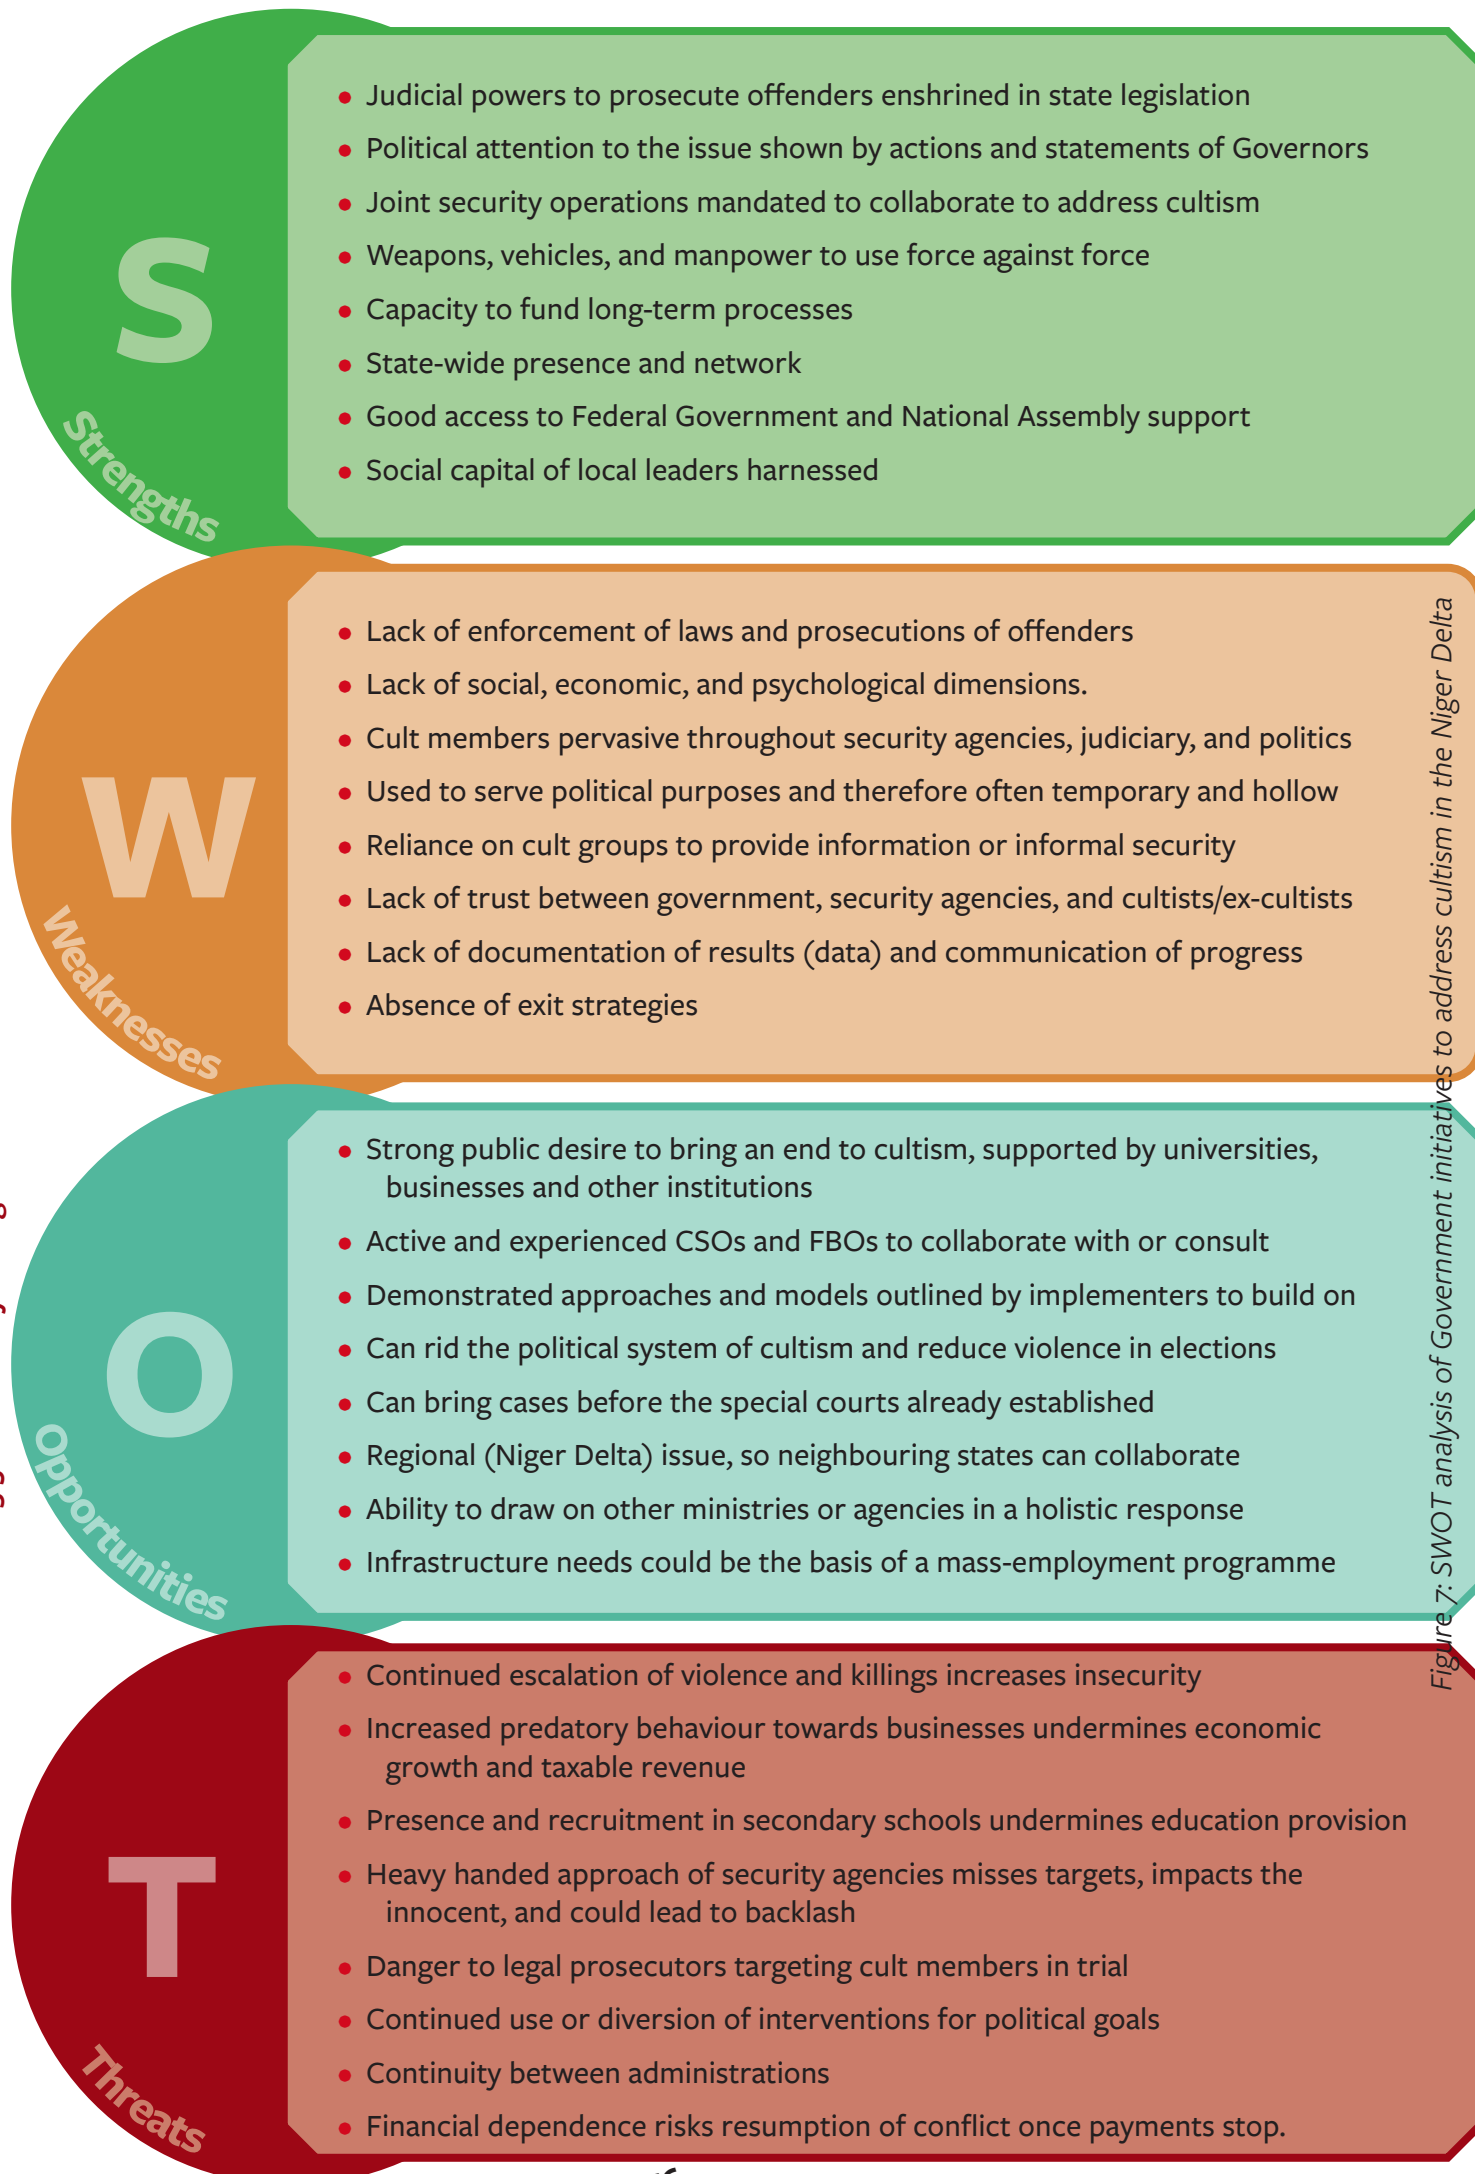 S
Strengths
• Judicial powers to prosecute offenders enshrined in state legislation
• Political attention to the issue shown by actions and statements of Governors
• Joint security operations mandated to collaborate to address cultism
• Weapons, vehicles, and manpower to use force against force
• Capacity to fund long-term processes
• State-wide presence and network
• Good access to Federal Government and National Assembly support
• Social capital of local leaders harnessed
W
Weaknesses
• Lack of enforcement of laws and prosecutions of offenders
• Lack of social, economic, and psychological dimensions.
• Cult members pervasive throughout security agencies, judiciary, and politics
• Used to serve political purposes and therefore often temporary and hollow
• Reliance on cult groups to provide information or informal security
• Lack of trust between government, security agencies, and cultists/ex-cultists
• Lack of documentation of results (data) and communication of progress
• Absence of exit strategies
O
Opportunities
• Strong public desire to bring an end to cultism, supported by universities,
businesses and other institutions
• Active and experienced CSOs and FBOs to collaborate with or consult
• Demonstrated approaches and models outlined by implementers to build on
• Can rid the political system of cultism and reduce violence in elections
• Can bring cases before the special courts already established
• Regional (Niger Delta) issue, so neighbouring states can collaborate
• Ability to draw on other ministries or agencies in a holistic response
• Infrastructure needs could be the basis of a mass-employment programme
T
Threats
• Continued escalation of violence and killings increases insecurity
• Increased predatory behaviour towards businesses undermines economic
growth and taxable revenue
• Presence and recruitment in secondary schools undermines education provision
• Heavy handed approach of security agencies misses targets, impacts the
innocent, and could lead to backlash
• Danger to legal prosecutors targeting cult members in trial
• Continued use or diversion of interventions for political goals
• Continuity between administrations
• Financial dependence risks resumption of conflict once payments stop.
Figure 7: SWOT analysis of Government initiatives to address cultism in the Niger Delta